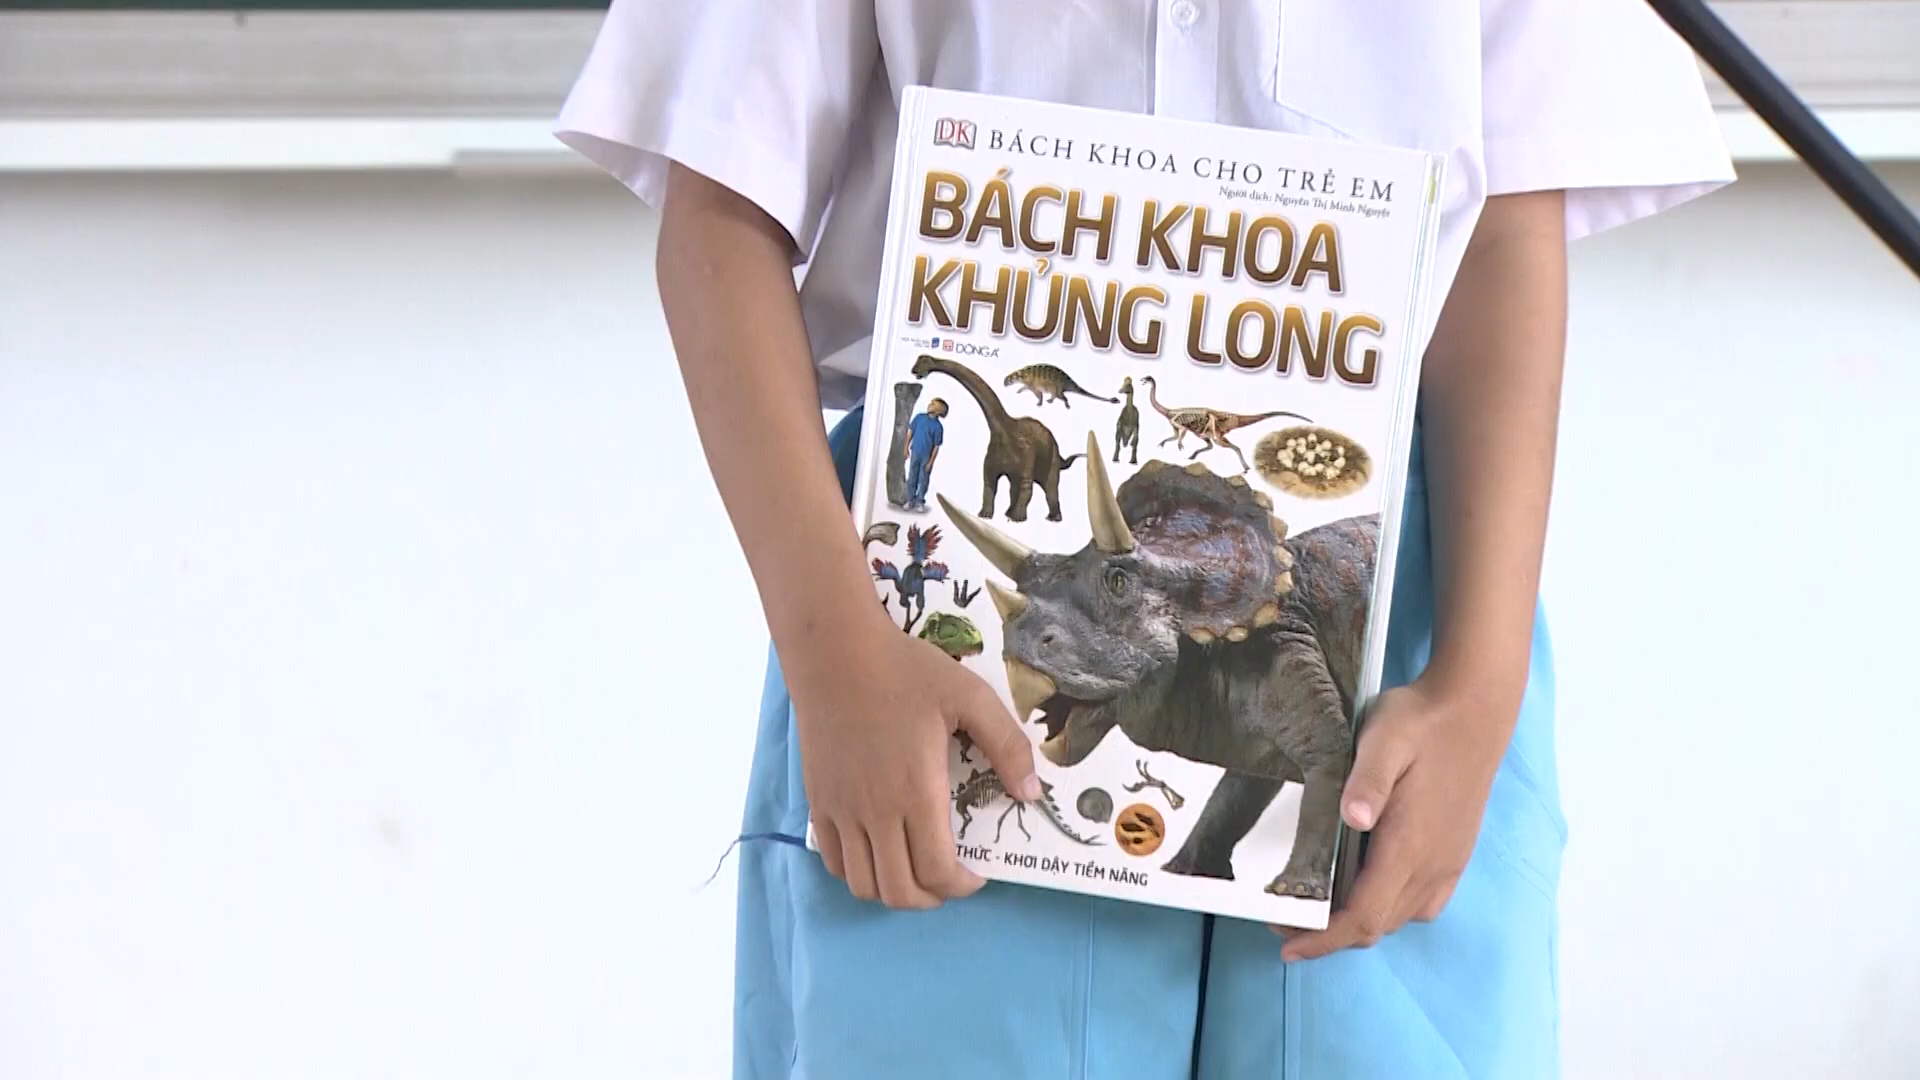 DK BÁCH KHOA CHO TRẺ EM
Người dịch: Nguyễn Thị Minh Nguyệt
BÁCH KHOA
KHỦNG LONG
ĐÔNG A
THỨC - KHƠI DẬY TIỀM NĂNG